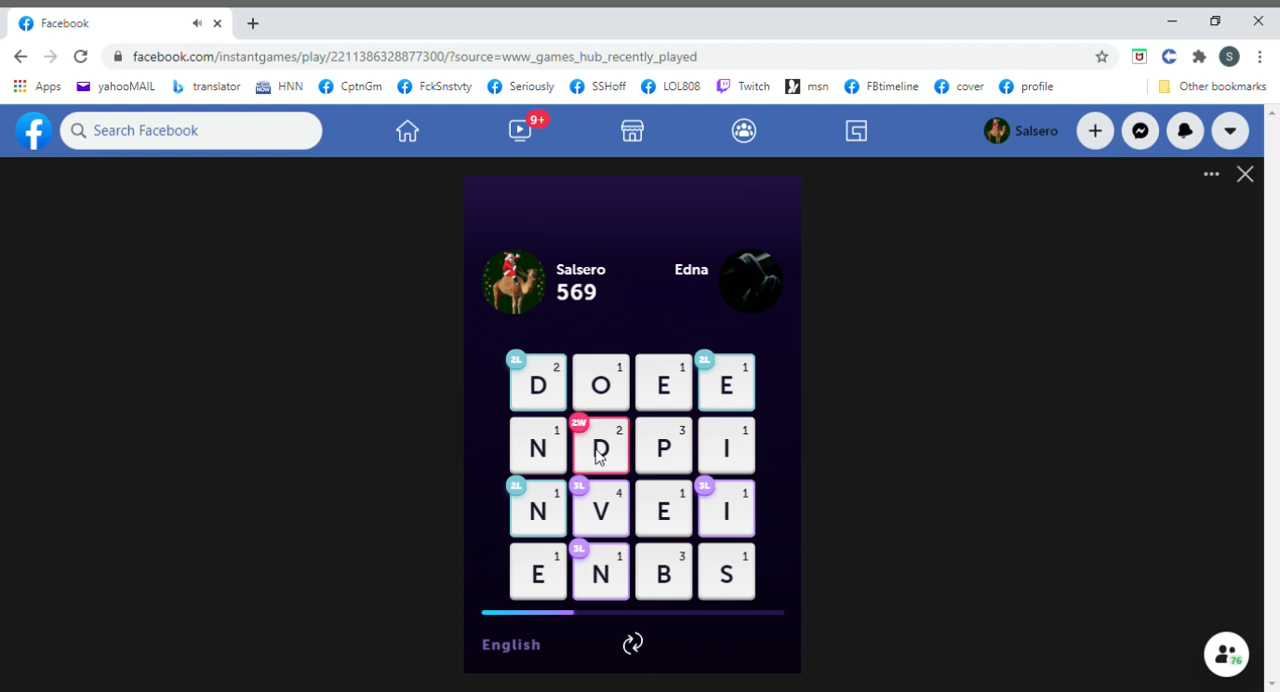 Facebook
facebook.com/instantgames/play/2211386328877300/?source=www_games_hub_recently_played
Apps yahooMAIL translator HNN CptnGm FckSnstvty Seriously SSHoff LOL808 Twitch msn FBtimeline cover profile Other bookmarks
Search Facebook 9+ Salsero
Salsero Edna
569
2L D 2 O 1 E 1 2L E 1
N 1 2W D 2 P 3 I 1
2L N 1 3L V 4 E 1 3L I 1
E 1 3L N 1 B 3 S 1
English
76